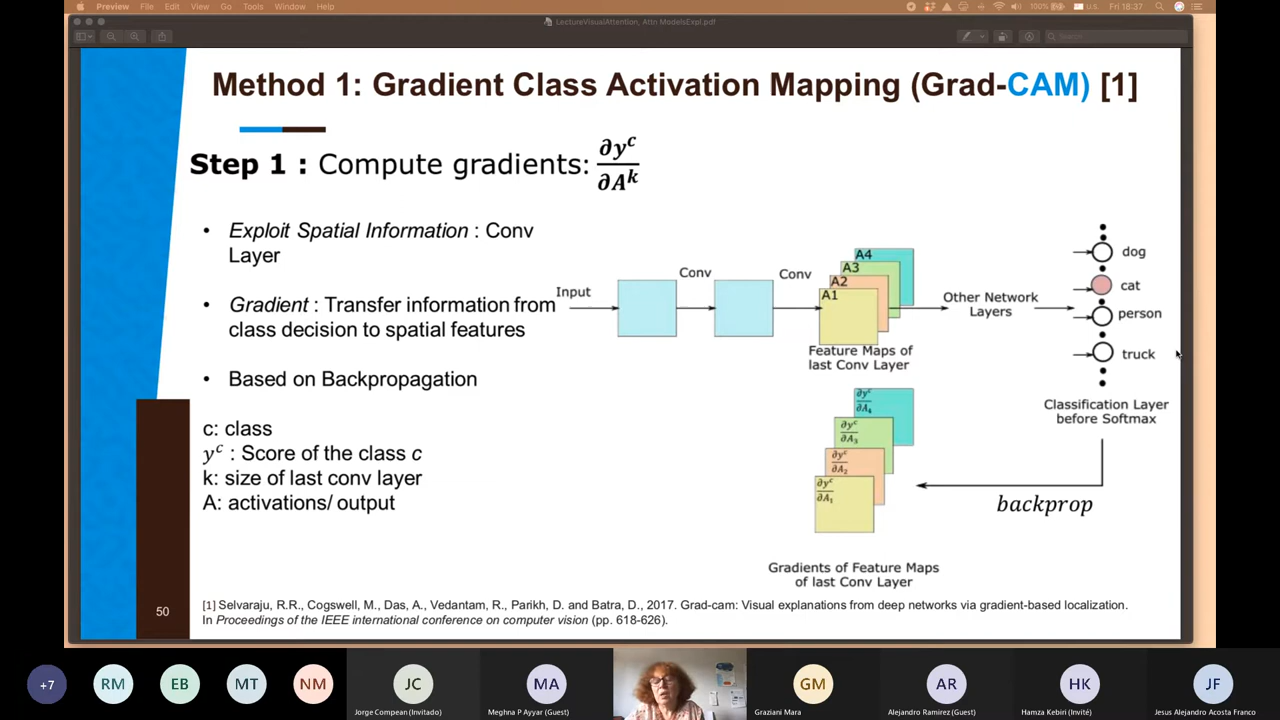 Preview File Edit View Go Tools Window Help
100% U.S. Fri 18:37
LectureVisualAttention, Attn ModelsExpl.pdf
Search
Method 1: Gradient Class Activation Mapping (Grad-CAM) [1]
Step 1 : Compute gradients: ∂y^c / ∂A^k
• Exploit Spatial Information : Conv
Layer
• Gradient : Transfer information from
class decision to spatial features
• Based on Backpropagation
c: class
y^c : Score of the class c
k: size of last conv layer
A: activations/ output
Input
Conv
Conv
A4
A3
A2
A1
Feature Maps of
last Conv Layer
Other Network
Layers
dog
cat
person
truck
Classification Layer
before Softmax
backprop
∂y^c / ∂A₄
∂y^c / ∂A₃
∂y^c / ∂A₂
∂y^c / ∂A₁
Gradients of Feature Maps
of last Conv Layer
50
[1] Selvaraju, R.R., Cogswell, M., Das, A., Vedantam, R., Parikh, D. and Batra, D., 2017. Grad-cam: Visual explanations from deep networks via gradient-based localization.
In Proceedings of the IEEE international conference on computer vision (pp. 618-626).
+7 RM EB MT NM JC MA GM AR HK JF
Jorge Compean (Invitado) Meghna P Ayyar (Guest) Graziani Mara Alejandro Ramirez (Guest) Hamza Kebiri (Invité) Jesus Alejandro Acosta Franco